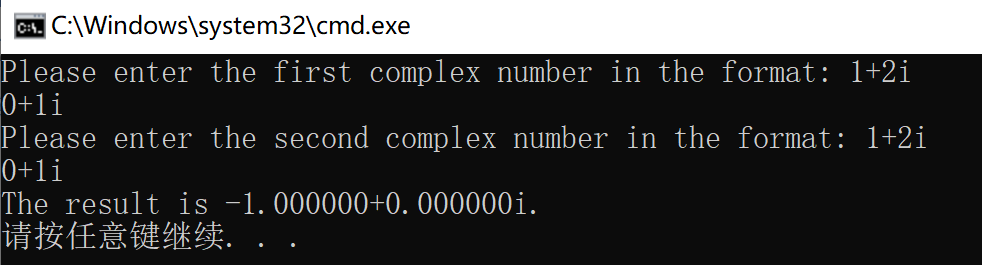 C:\Windows\system32\cmd.exe
Please enter the first complex number in the format: 1+2i
0+1i
Please enter the second complex number in the format: 1+2i
0+1i
The result is -1.000000+0.000000i.
请按任意键继续. . .